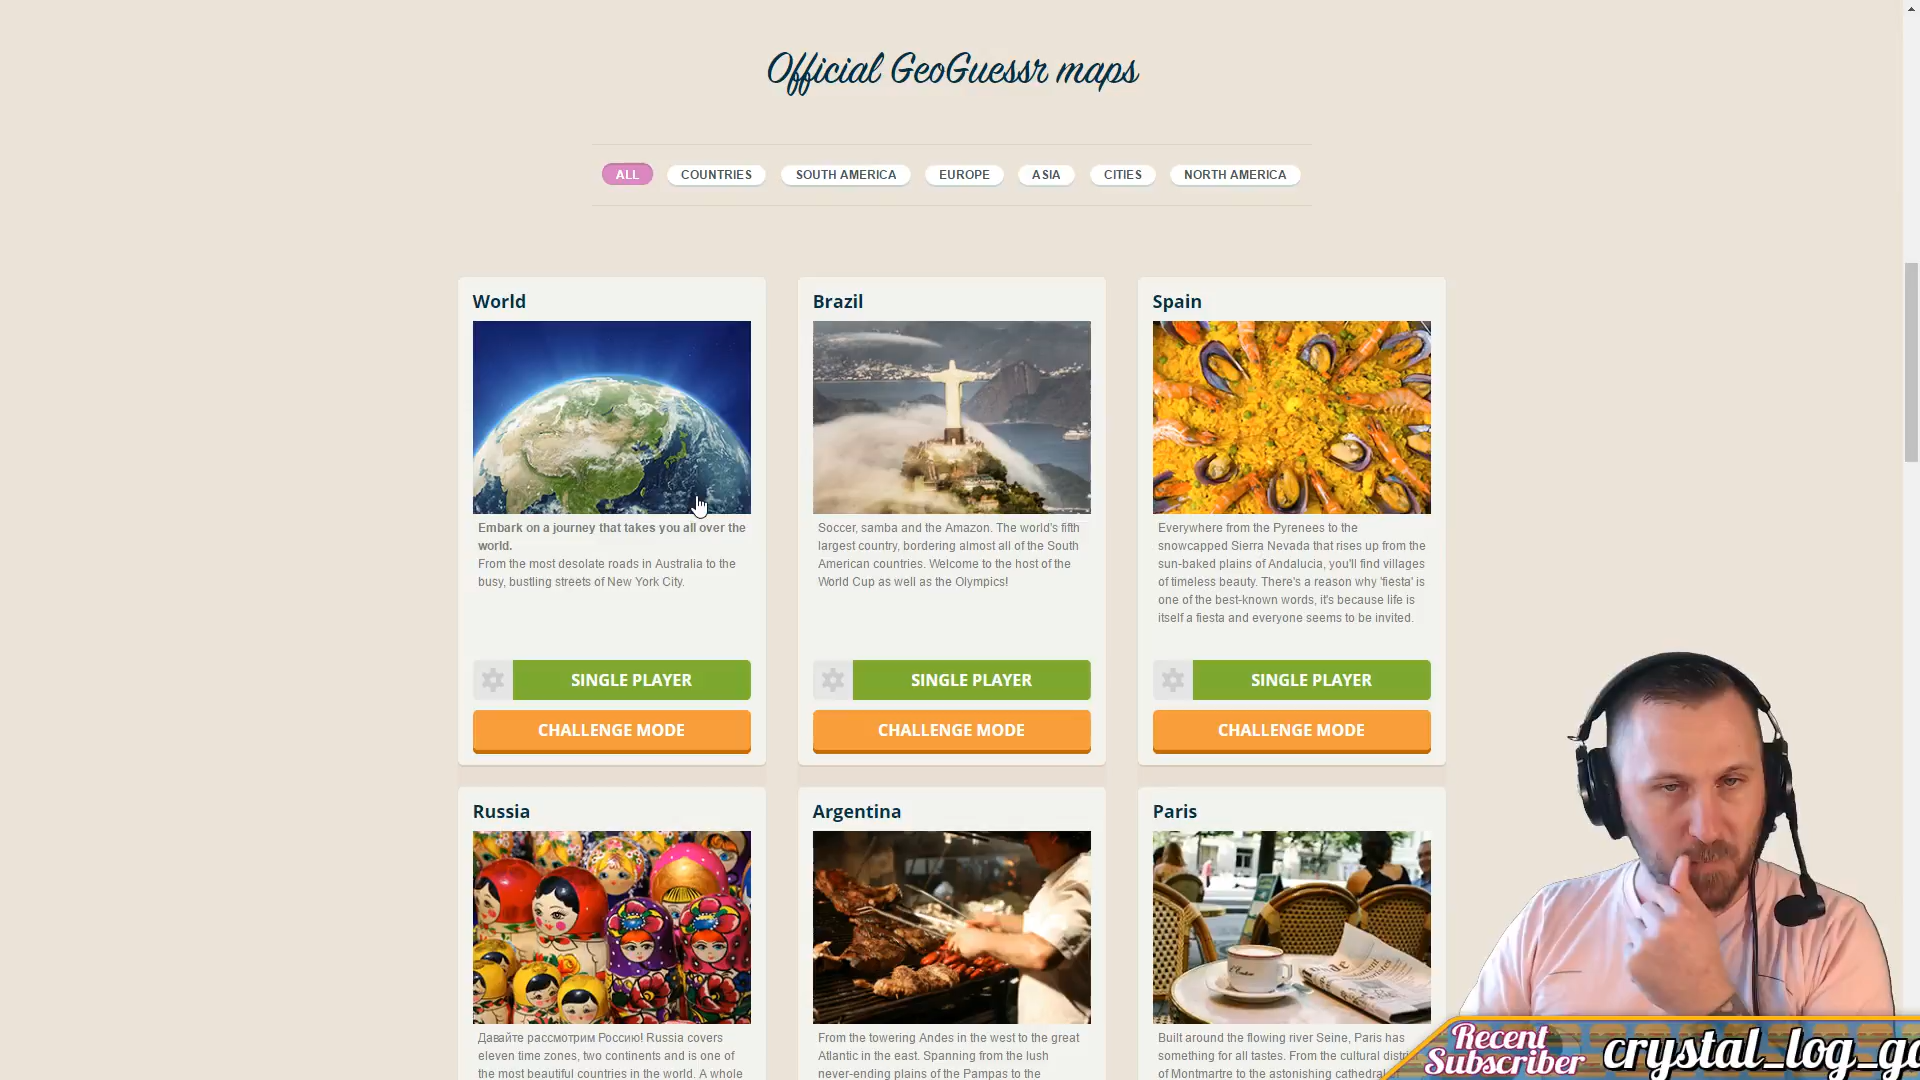 Official GeoGuessr maps
ALL
COUNTRIES
SOUTH AMERICA
EUROPE
ASIA
CITIES
NORTH AMERICA
World
Embark on a journey that takes you all over the
world.
From the most desolate roads in Australia to the
busy, bustling streets of New York City.
SINGLE PLAYER
CHALLENGE MODE
Brazil
Soccer, samba and the Amazon. The world's fifth
largest country, bordering almost all of the South
American countries. Welcome to the host of the
World Cup as well as the Olympics!
SINGLE PLAYER
CHALLENGE MODE
Spain
Everywhere from the Pyrenees to the
snowcapped Sierra Nevada that rises up from the
sun-baked plains of Andalucia, you'll find villages
of timeless beauty. There's a reason why 'fiesta' is
one of the best-known words, it's because life is
itself a fiesta and everyone seems to be invited.
SINGLE PLAYER
CHALLENGE MODE
Russia
Давайте рассмотрим Россию! Russia covers
eleven time zones, two continents and is one of
the most beautiful countries in the world. A whole
Argentina
From the towering Andes in the west to the great
Atlantic in the east. Spanning from the lush
never-ending plains of the Pampas to the
Paris
Built around the flowing river Seine, Paris has
something for all tastes. From the cultural
of Montmartre to the astonishing
Recent
Subscriber
crystal_log_g